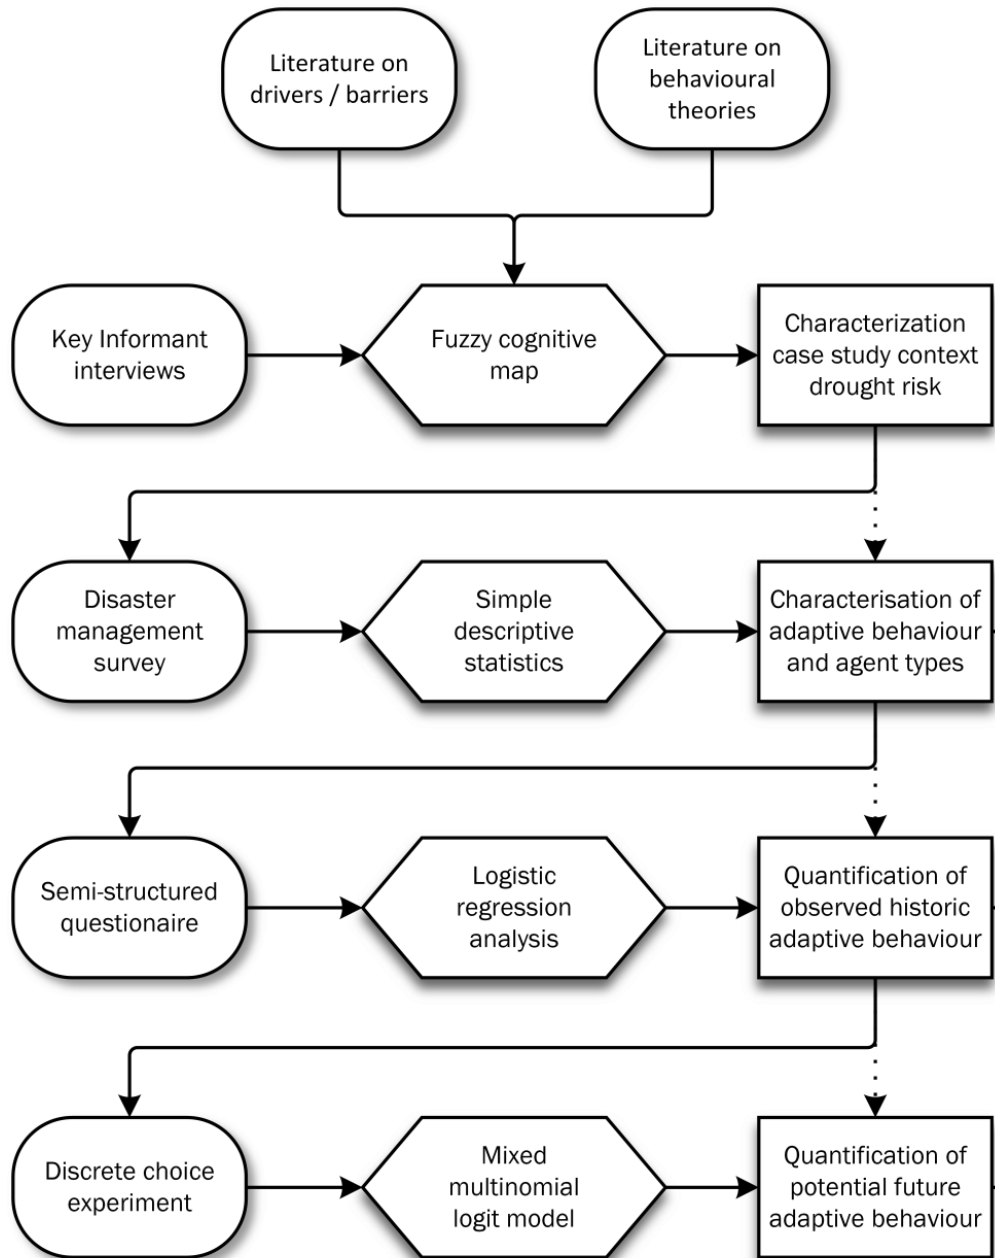 Literature on
drivers / barriers
Literature on
behavioural
theories
Key Informant
interviews
Fuzzy cognitive
map
Characterization
case study context
drought risk
Disaster
management
survey
Simple
descriptive
statistics
Characterisation of
adaptive behaviour
and agent types
Semi-structured
questionaire
Logistic
regression
analysis
Quantification of
observed historic
adaptive behaviour
Discrete choice
experiment
Mixed
multinomial
logit model
Quantification of
potential future
adaptive behaviour